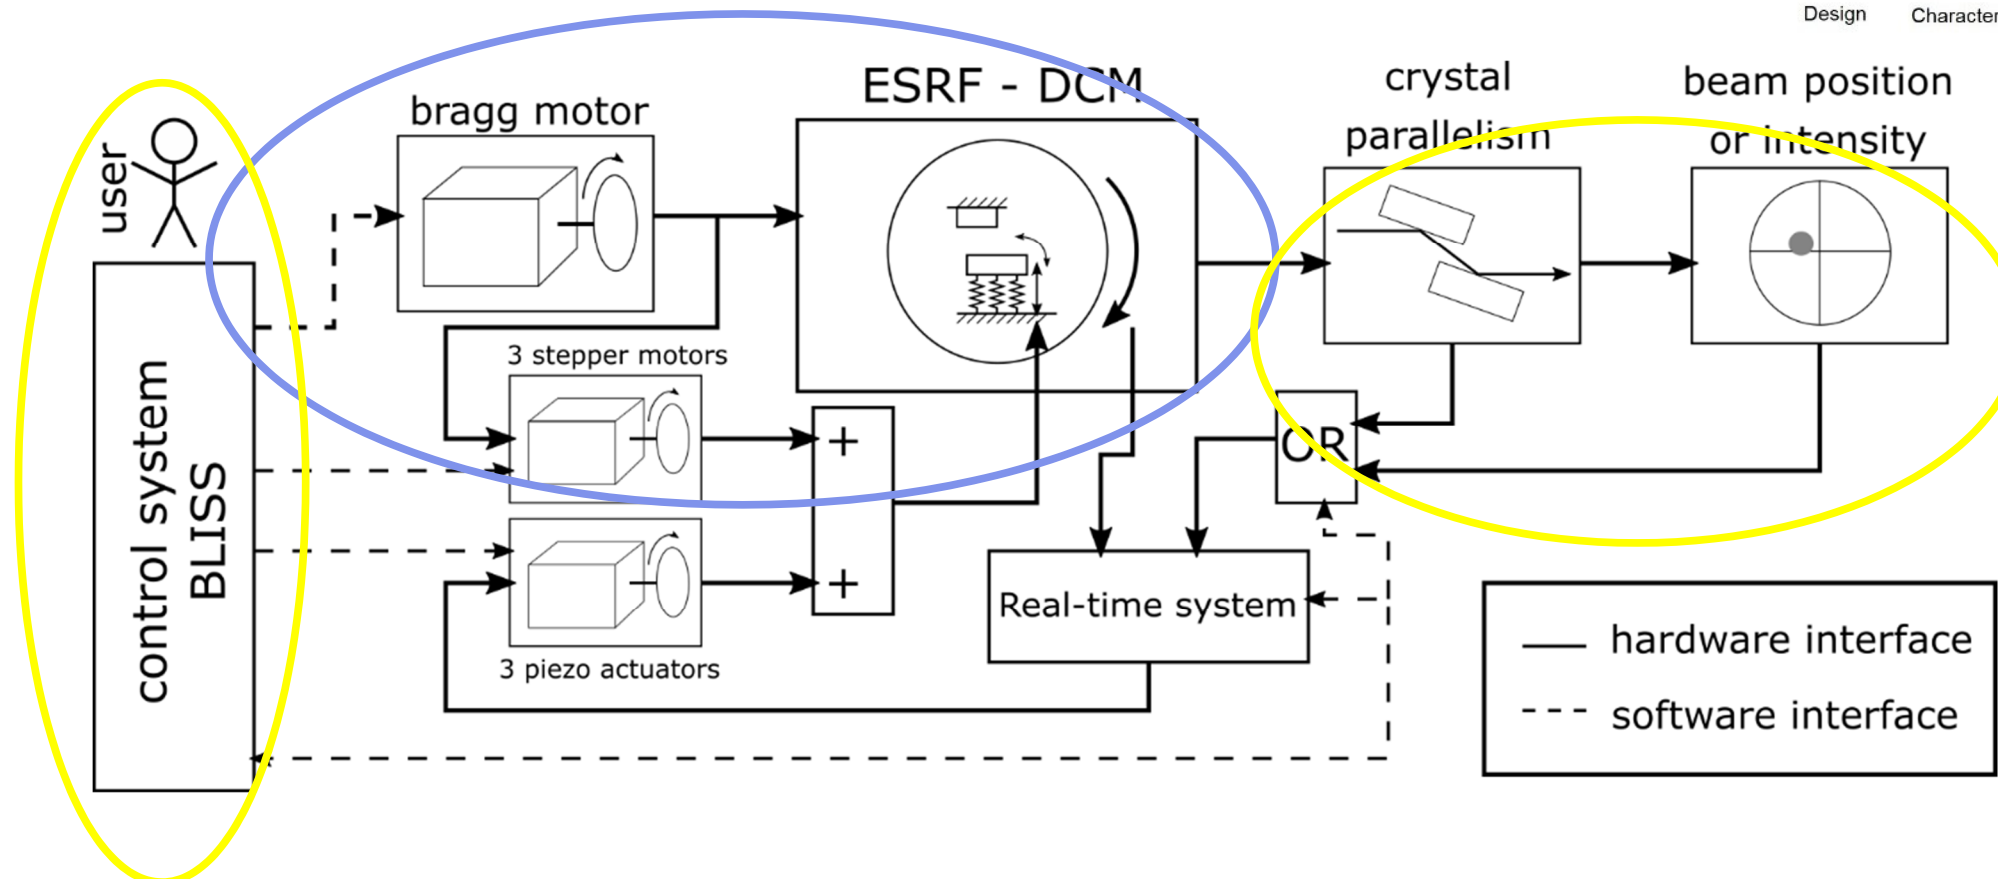 Design Character
user
control system
BLISS
bragg motor
ESRF - DCM
crystal
parallelism
beam position
or intensity
3 stepper motors
+
+
3 piezo actuators
OR
Real-time system
hardware interface
software interface